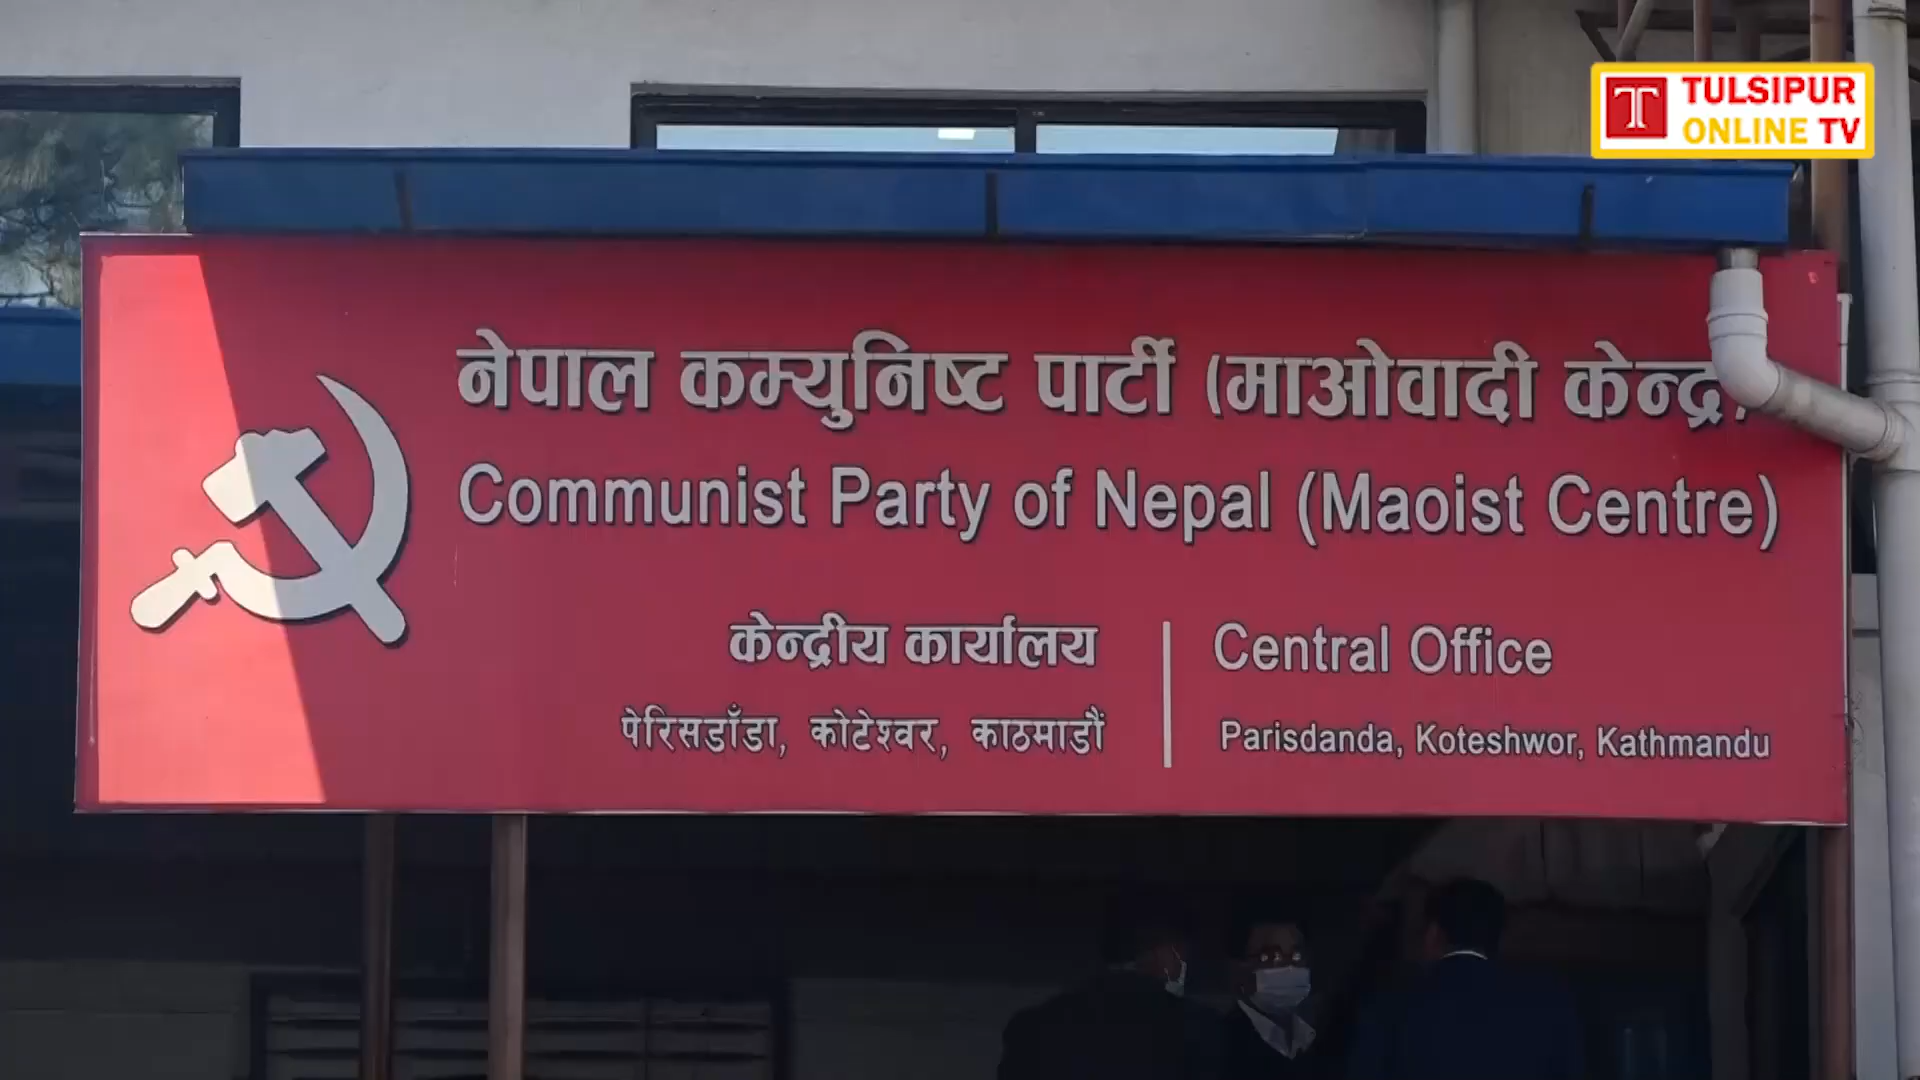 TULSIPUR
ONLINE TV
नेपाल कम्युनिष्ट पार्टी (माओवादी केन्द्र)
Communist Party of Nepal (Maoist Centre)
केन्द्रीय कार्यालय
पेरिसडाँडा, कोटेश्वर, काठमाडौं
Central Office
Parisdanda, Koteshwor, Kathmandu